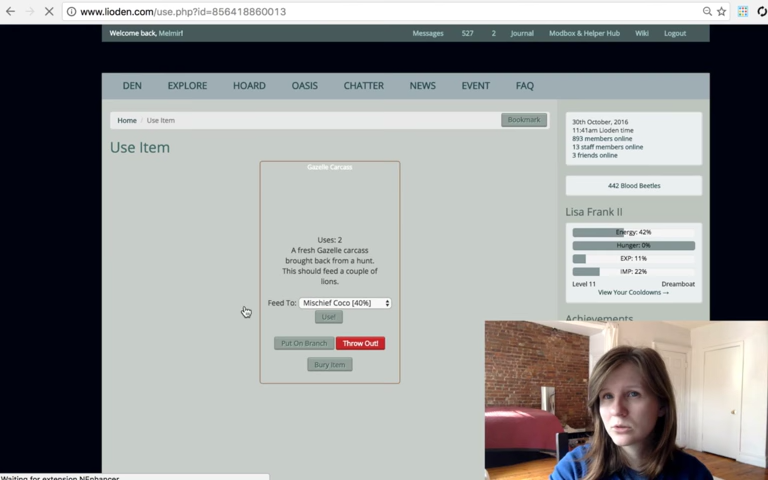 www.lioden.com/use.php?id=856418860013
Welcome back, Melmirf
Messages 527 2 Journal Modbox & Helper Hub Wiki Logout
DEN EXPLORE HOARD OASIS CHATTER NEWS EVENT FAQ
Home / Use Item
Bookmark
Use Item
Gazelle Carcass
Uses: 2
A fresh Gazelle carcass
brought back from a hunt.
This should feed a couple of
lions.
Feed To: Mischief Coco [40%]
Use!
Put On Branch Throw Out!
Bury Item
30th October, 2016
11:41am Lioden time
893 members online
13 staff members online
3 friends online
442 Blood Beetles
Lisa Frank II
Energy: 42%
Hunger: 0%
EXP: 11%
IMP: 22%
Level 11 Dreamboat
View Your Cooldowns →
Achievements
Waiting for extension NEnhancer